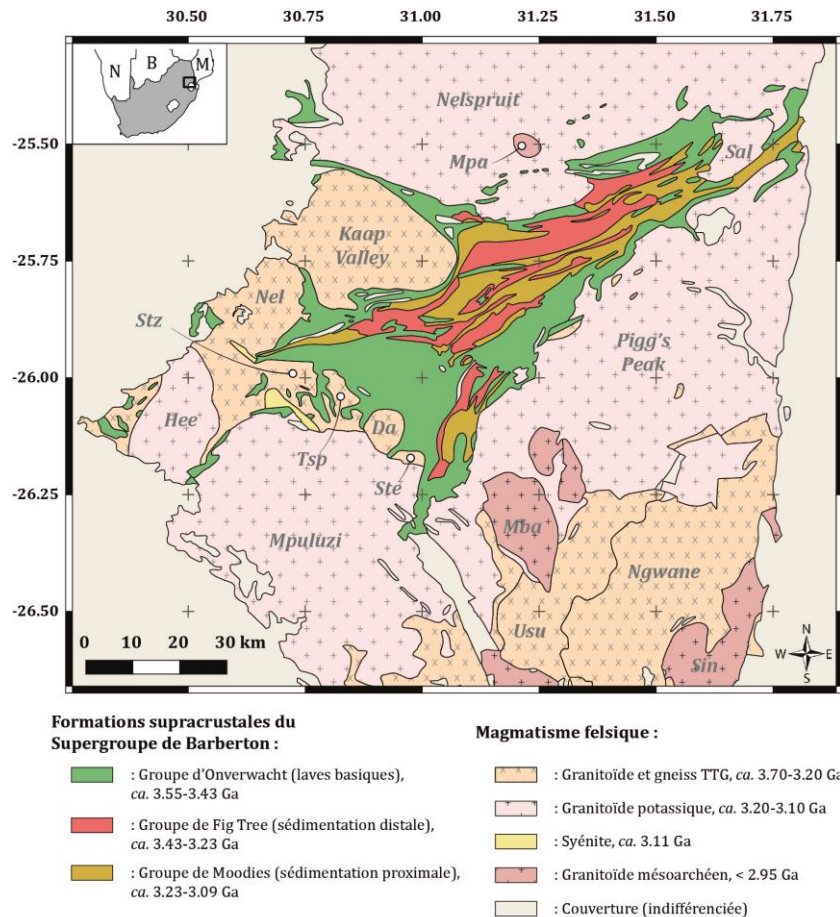 30.50 30.75 31.00 31.25 31.50 31.75
N B M
-25.50
-25.75
-26.00
-26.25
-26.50
Nelspruit
Mpa
Sal
Kaap
Valley
Nel
Stz
Pigg's
Peak
Hee
Da
Tsp
Ste
Mba
Mpuluzi
Ngwane
Usu
Sin
0 10 20 30 km
N
W E
S
Formations supracrustales du
Supergroupe de Barberton :
: Groupe d'Onverwacht (laves basiques),
ca. 3.55-3.43 Ga
: Groupe de Fig Tree (sédimentation distale),
ca. 3.43-3.23 Ga
: Groupe de Moodies (sédimentation proximale),
ca. 3.23-3.09 Ga
Magmatisme felsique :
: Granitoïde et gneiss TTG, ca. 3.70-3.20 Ga
: Granitoïde potassique, ca. 3.20-3.10 Ga
: Syénite, ca. 3.11 Ga
: Granitoïde mésoarchéen, < 2.95 Ga
: Couverture (indifférenciée)